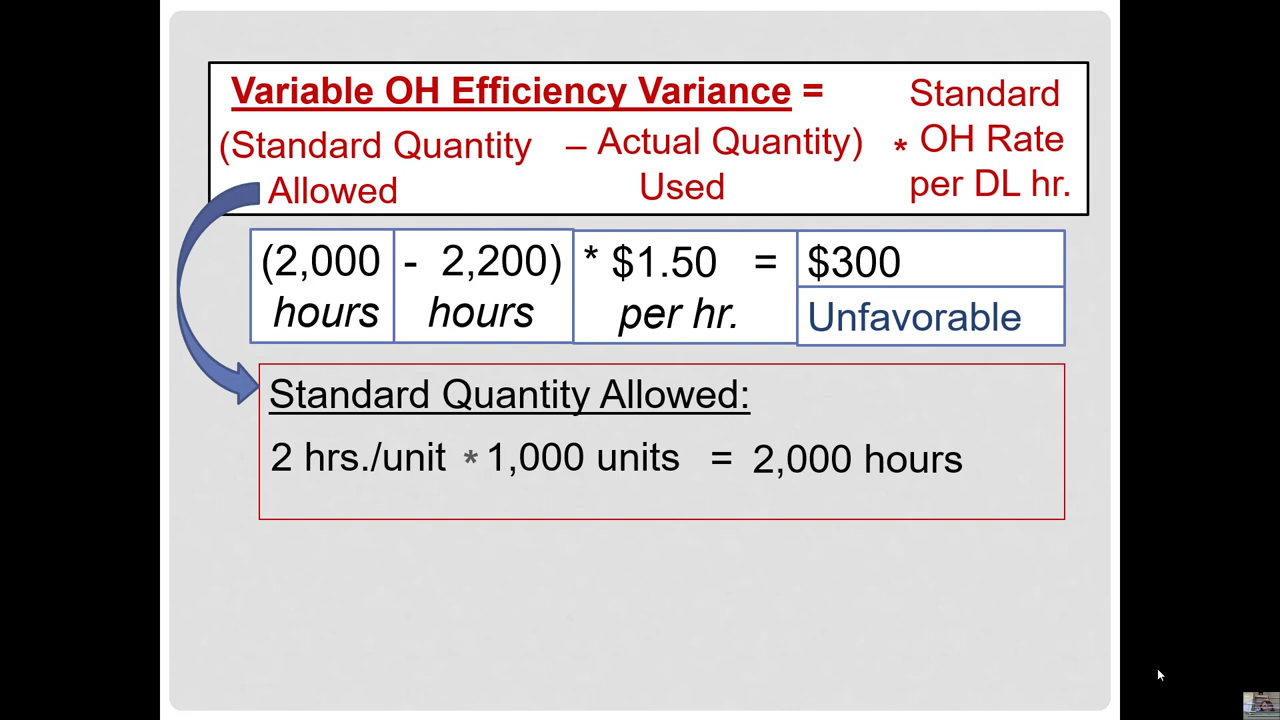 Variable OH Efficiency Variance =
(Standard Quantity Allowed
– Actual Quantity) Used
* Standard OH Rate per DL hr.
(2,000 hours
- 2,200) hours
* $1.50 per hr. =
$300
Unfavorable
Standard Quantity Allowed:
2 hrs./unit * 1,000 units = 2,000 hours